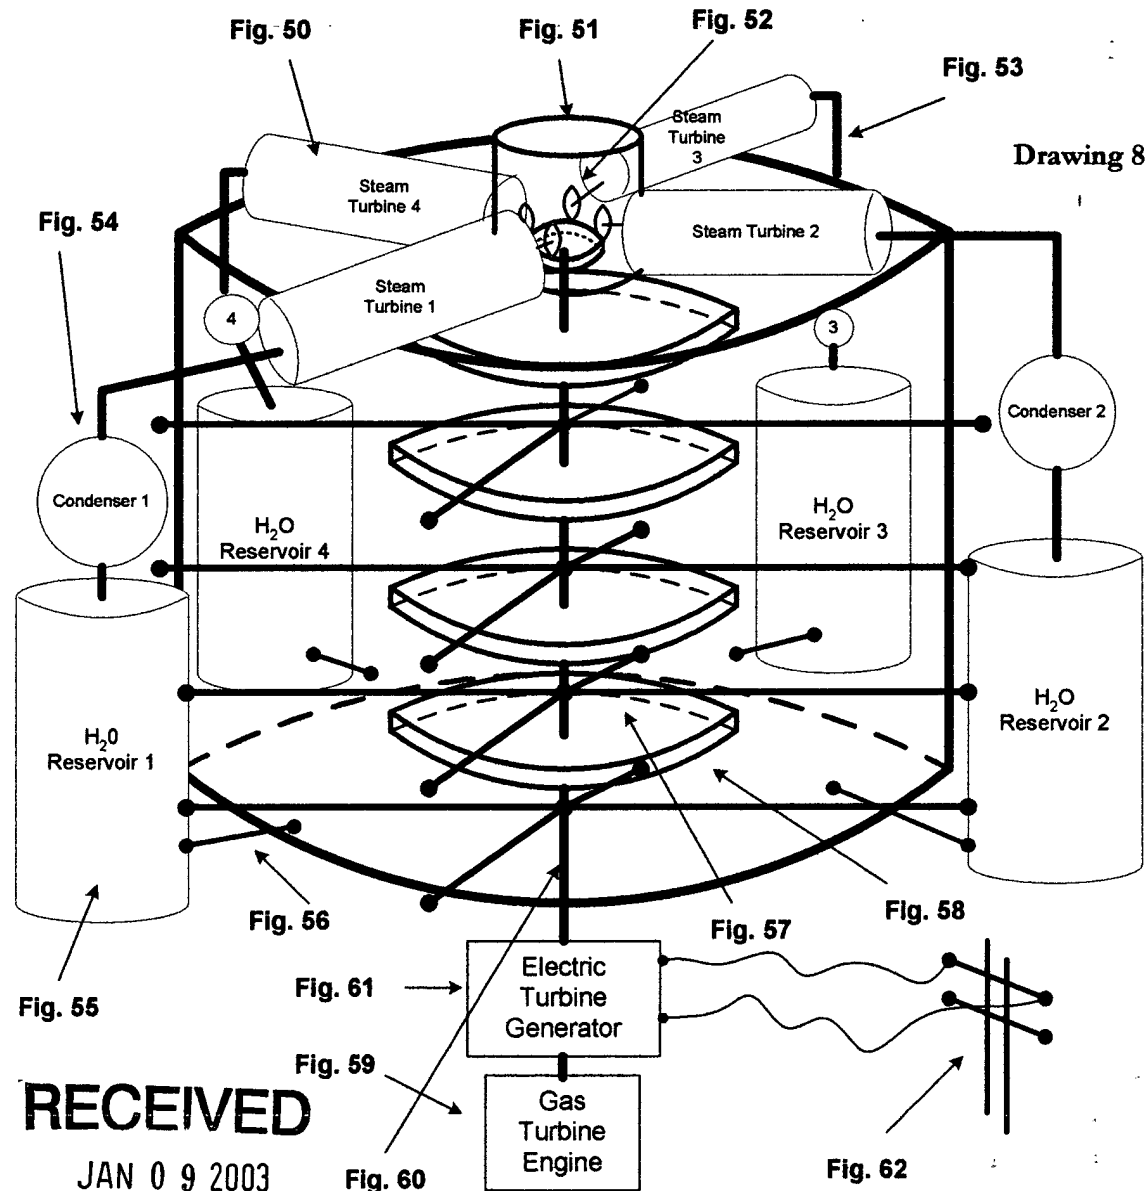 Fig. 50
Fig. 51
Fig. 52
Fig. 53
Drawing 8
Steam
Turbine
3
Steam
Turbine 4
Steam Turbine 2
Fig. 54
Steam
Turbine 1
4
3
Condenser 2
Condenser 1
H2O
Reservoir 4
H2O
Reservoir 3
H20
Reservoir 1
H2O
Reservoir 2
Fig. 56
Fig. 57
Fig. 58
Fig. 55
Fig. 61
Electric
Turbine
Generator
Fig. 59
Gas
Turbine
Engine
Fig. 60
Fig. 62
RECEIVED
JAN 0 9 2003